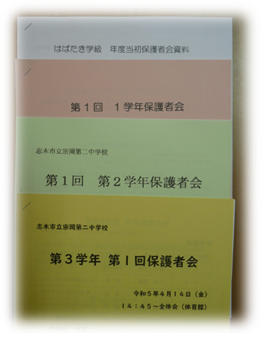 はばたき学級　年度当初保護者会資料
第１回　１学年保護者会
志木市立宗岡第二中学校
第１回　第２学年保護者会
志木市立宗岡第二中学校
第３学年 第１回保護者会
令和５年４月１４日（金）
１４：４５～全体会（体育館）